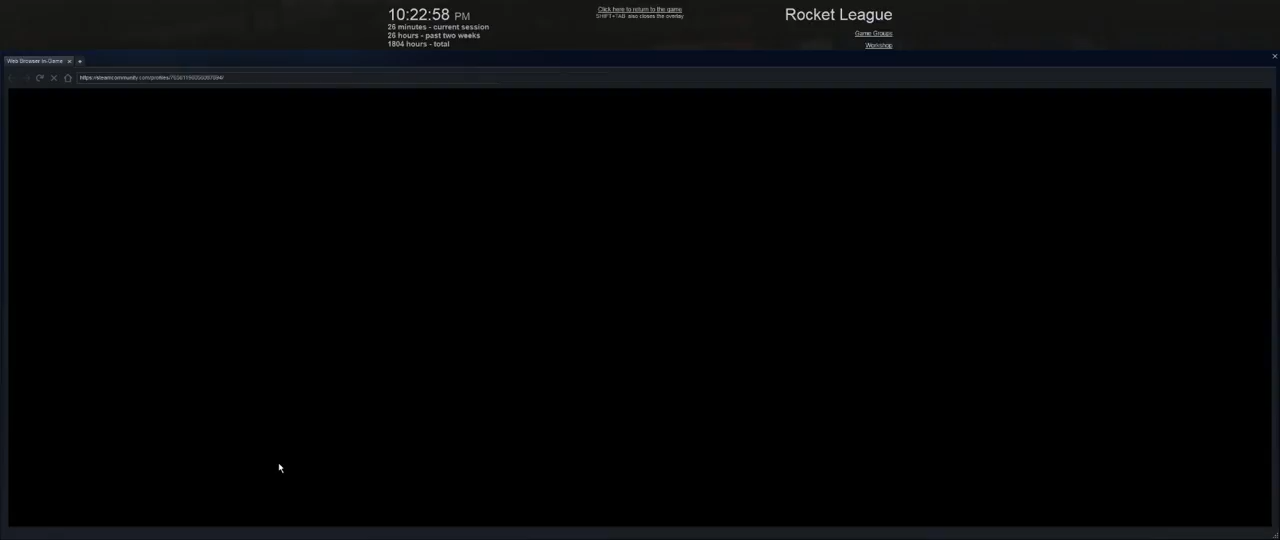 10:22:58 PM
26 minutes - current session
26 hours - past two weeks
1804 hours - total
Click here to return to the game
SHIFT+TAB also closes the overlay
Rocket League
Game Groups
Workshop
Web Browser In-Game